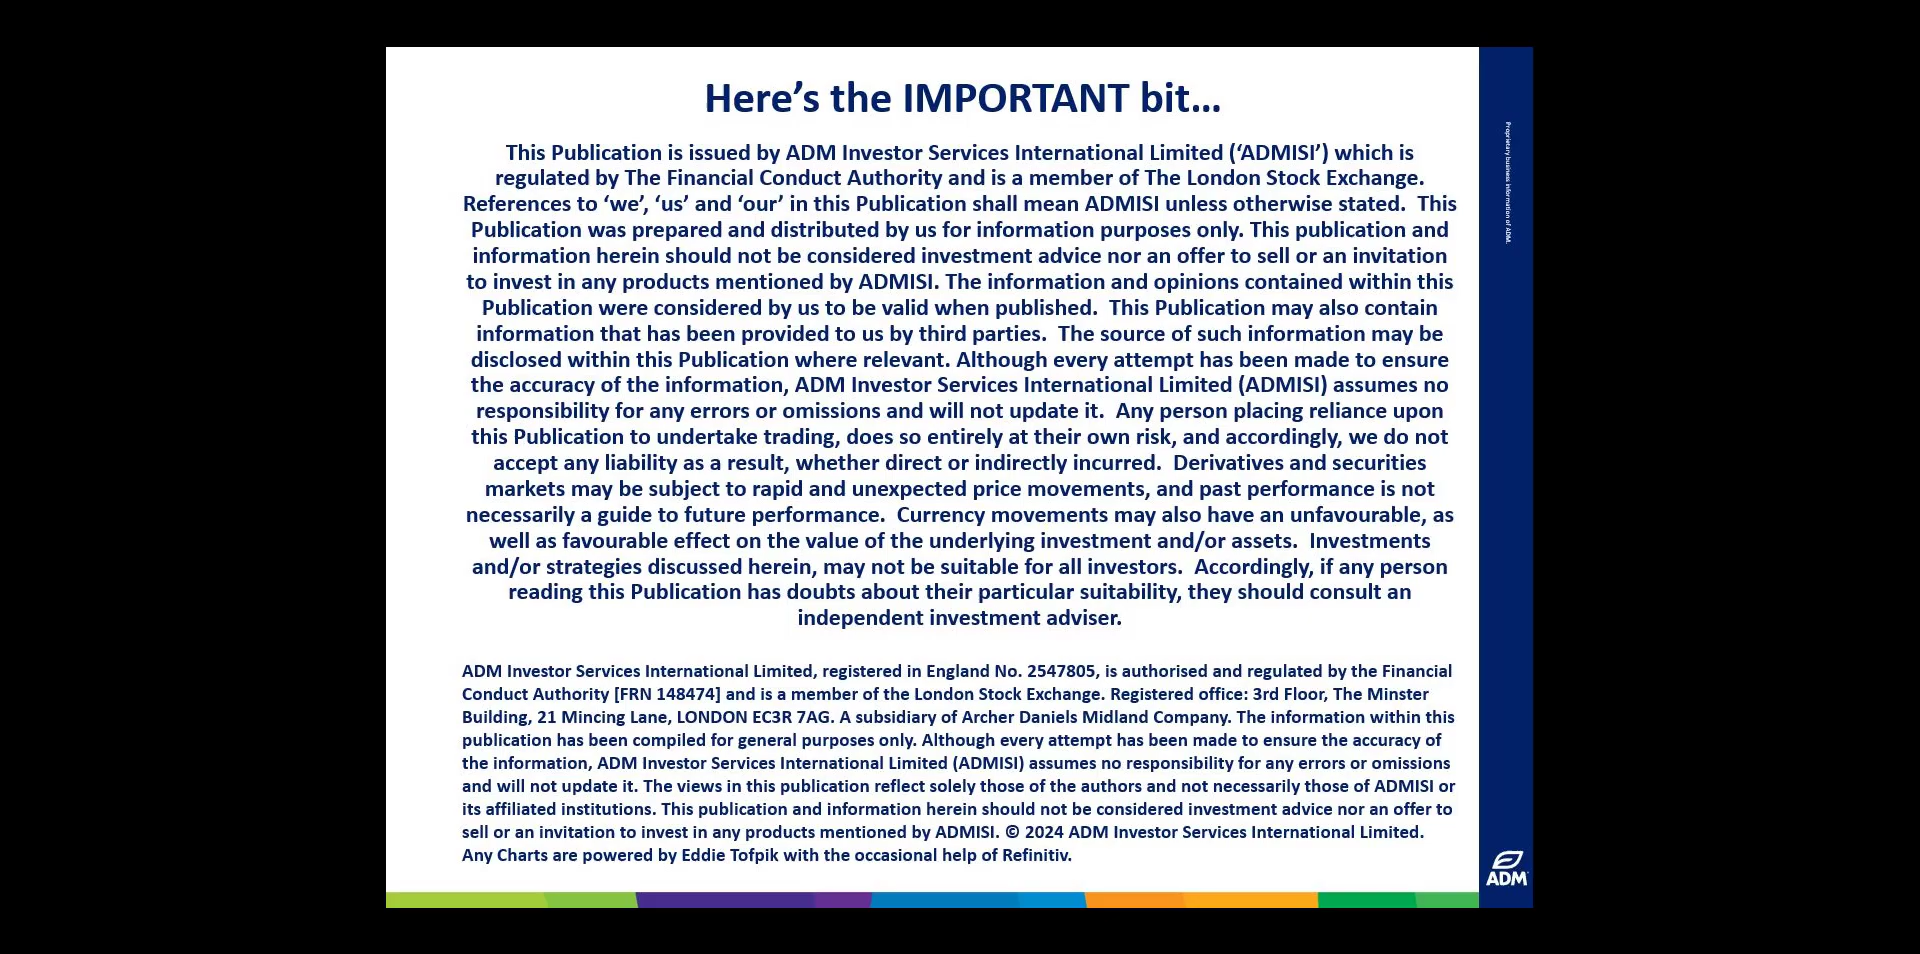 Here’s the IMPORTANT bit...
This Publication is issued by ADM Investor Services International Limited (‘ADMISI’) which is
regulated by The Financial Conduct Authority and is a member of The London Stock Exchange.
References to ‘we’, ‘us’ and ‘our’ in this Publication shall mean ADMISI unless otherwise stated.  This
Publication was prepared and distributed by us for information purposes only. This publication and
information herein should not be considered investment advice nor an offer to sell or an invitation
to invest in any products mentioned by ADMISI. The information and opinions contained within this
Publication were considered by us to be valid when published.  This Publication may also contain
information that has been provided to us by third parties.  The source of such information may be
disclosed within this Publication where relevant. Although every attempt has been made to ensure
the accuracy of the information, ADM Investor Services International Limited (ADMISI) assumes no
responsibility for any errors or omissions and will not update it.  Any person placing reliance upon
this Publication to undertake trading, does so entirely at their own risk, and accordingly, we do not
accept any liability as a result, whether direct or indirectly incurred.  Derivatives and securities
markets may be subject to rapid and unexpected price movements, and past performance is not
necessarily a guide to future performance.  Currency movements may also have an unfavourable, as
well as favourable effect on the value of the underlying investment and/or assets.  Investments
and/or strategies discussed herein, may not be suitable for all investors.  Accordingly, if any person
reading this Publication has doubts about their particular suitability, they should consult an
independent investment adviser.
ADM Investor Services International Limited, registered in England No. 2547805, is authorised and regulated by the Financial
Conduct Authority [FRN 148474] and is a member of the London Stock Exchange. Registered office: 3rd Floor, The Minster
Building, 21 Mincing Lane, LONDON EC3R 7AG. A subsidiary of Archer Daniels Midland Company. The information within this
publication has been compiled for general purposes only. Although every attempt has been made to ensure the accuracy of
the information, ADM Investor Services International Limited (ADMISI) assumes no responsibility for any errors or omissions
and will not update it. The views in this publication reflect solely those of the authors and not necessarily those of ADMISI or
its affiliated institutions. This publication and information herein should not be considered investment advice nor an offer to
sell or an invitation to invest in any products mentioned by ADMISI. © 2024 ADM Investor Services International Limited.
Any Charts are powered by Eddie Tofpik with the occasional help of Refinitiv.
Proprietary business information of ADM.
ADM